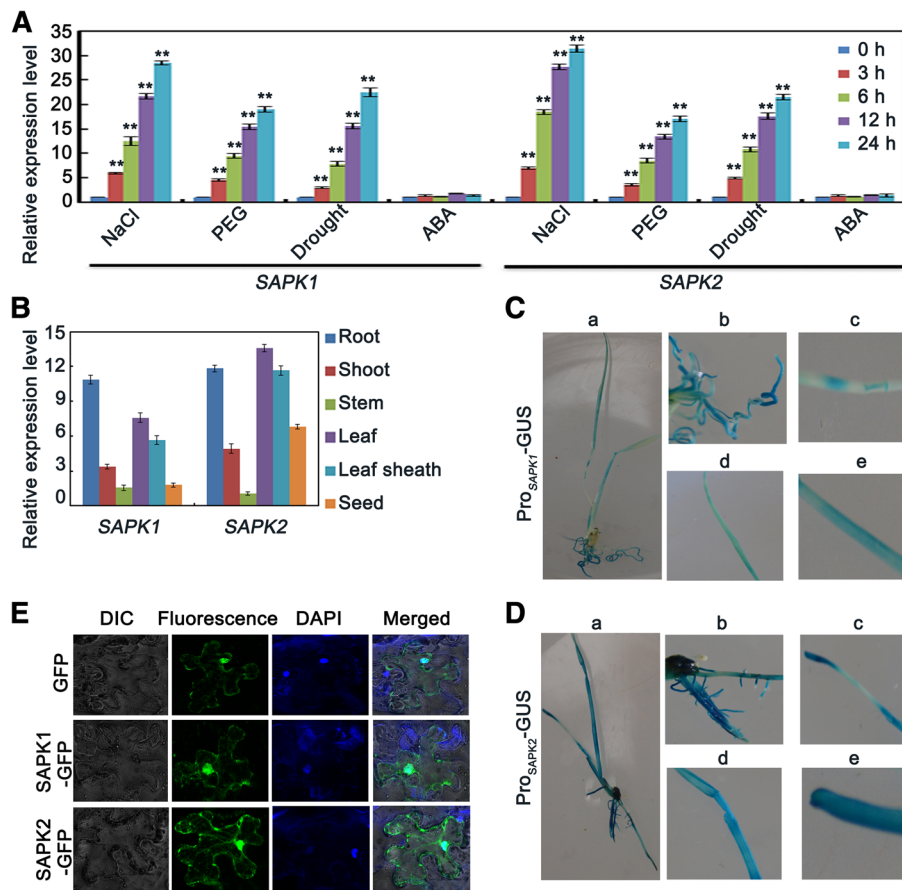 A
Relative expression level
35
30
25
20
15
10
5
0
** ** ** ** ** ** ** ** ** ** ** ** ** ** ** ** ** ** ** ** ** ** ** **
0 h
3 h
6 h
12 h
24 h
NaCl PEG Drought ABA NaCl PEG Drought ABA
SAPK1 SAPK2
B
Relative expression level
15
12
9
6
3
0
Root
Shoot
Stem
Leaf
Leaf sheath
Seed
SAPK1 SAPK2
C
ProSAPK1-GUS
a b c
d e
E
DIC Fluorescence DAPI Merged
GFP
SAPK1
-GFP
SAPK2
-GFP
D
ProSAPK2-GUS
a b c
d e